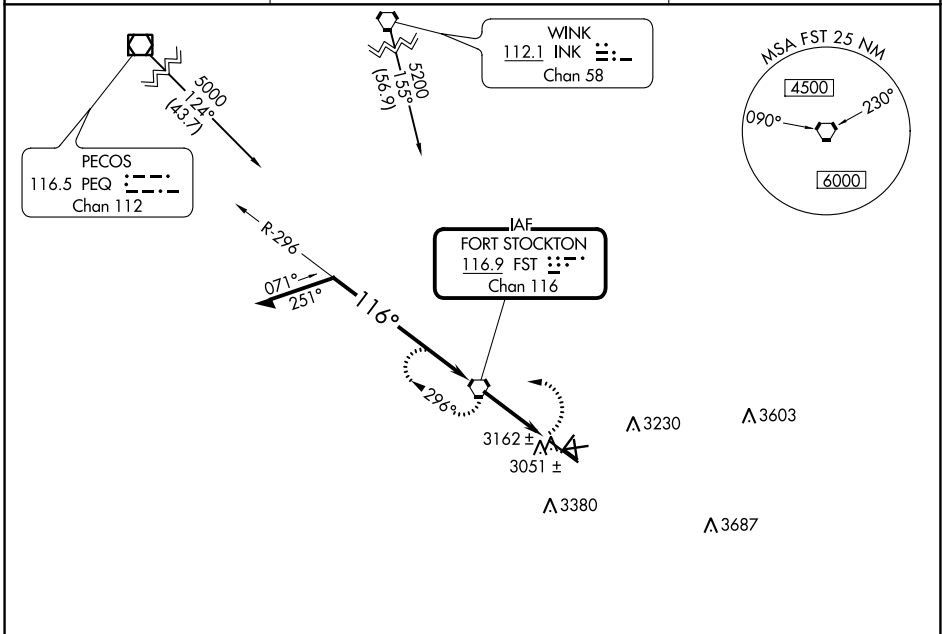 WINK
112.1 INK
Chan 58
5000
124°
(43.7)
5200
155°
(56.9)
MSA FST 25 NM
4500
090°
230°
6000
PECOS
116.5 PEQ
Chan 112
R-296
IAF
FORT STOCKTON
116.9 FST
Chan 116
071°
251°
116°
296°
3162 ±
3051 ±
3230
3603
3380
3687